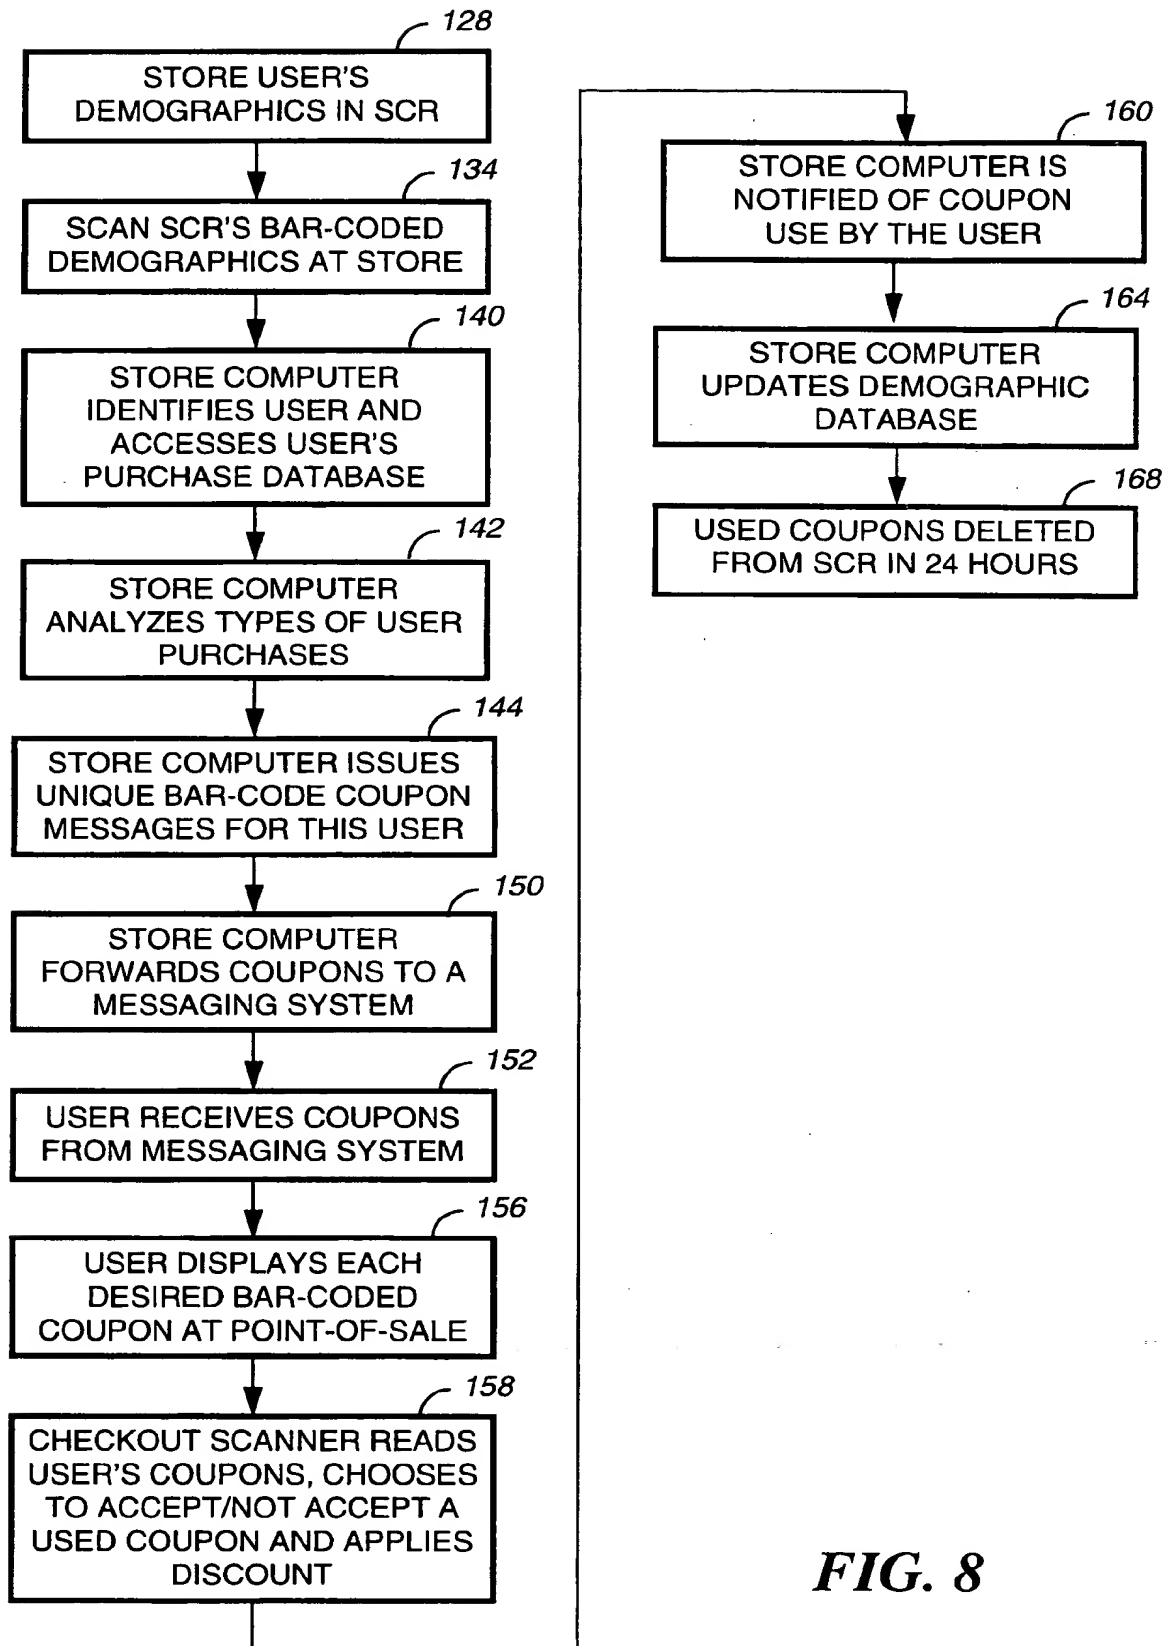 128
STORE USER'S
DEMOGRAPHICS IN SCR
134
SCAN SCR'S BAR-CODED
DEMOGRAPHICS AT STORE
140
STORE COMPUTER
IDENTIFIES USER AND
ACCESSES USER'S
PURCHASE DATABASE
142
STORE COMPUTER
ANALYZES TYPES OF USER
PURCHASES
144
STORE COMPUTER ISSUES
UNIQUE BAR-CODE COUPON
MESSAGES FOR THIS USER
150
STORE COMPUTER
FORWARDS COUPONS TO A
MESSAGING SYSTEM
152
USER RECEIVES COUPONS
FROM MESSAGING SYSTEM
156
USER DISPLAYS EACH
DESIRED BAR-CODED
COUPON AT POINT-OF-SALE
158
CHECKOUT SCANNER READS
USER'S COUPONS, CHOOSES
TO ACCEPT/NOT ACCEPT A
USED COUPON AND APPLIES
DISCOUNT
160
STORE COMPUTER IS
NOTIFIED OF COUPON
USE BY THE USER
164
STORE COMPUTER
UPDATES DEMOGRAPHIC
DATABASE
168
USED COUPONS DELETED
FROM SCR IN 24 HOURS
FIG. 8